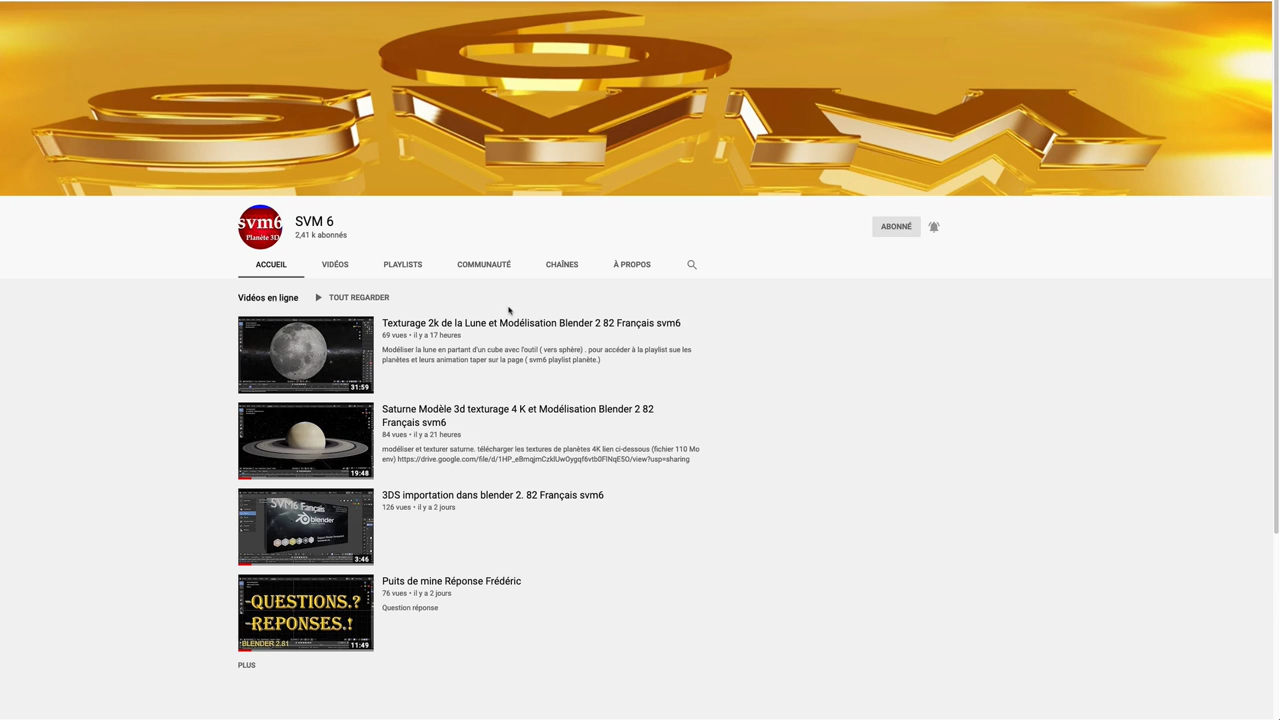 SVM 6
svm6
Planète 3D
SVM 6
2,41 k abonnés
ABONNÉ
ACCUEIL
VIDÉOS
PLAYLISTS
COMMUNAUTÉ
CHAÎNES
À PROPOS
Vidéos en ligne
TOUT REGARDER
31:59
Texturage 2k de la Lune et Modélisation Blender 2 82 Français svm6
69 vues • il y a 17 heures
Modéliser la lune en partant d'un cube avec l'outil ( vers sphère) . pour accéder à la playlist sue les
planètes et leurs animation taper sur la page ( svm6 playlist planète.)
19:48
Saturne Modèle 3d texturage 4 K et Modélisation Blender 2 82
Français svm6
84 vues • il y a 21 heures
modéliser et texturer saturne. télécharger les textures de planètes 4K lien ci-dessous (fichier 110 Mo
SVM6 Français
blender
3:46
3DS importation dans blender 2. 82 Français svm6
126 vues • il y a 2 jours
-QUESTIONS.?
-REPONSES.!
BLENDER 2.81
11:49
Puits de mine Réponse Frédéric
76 vues • il y a 2 jours
Question réponse
PLUS